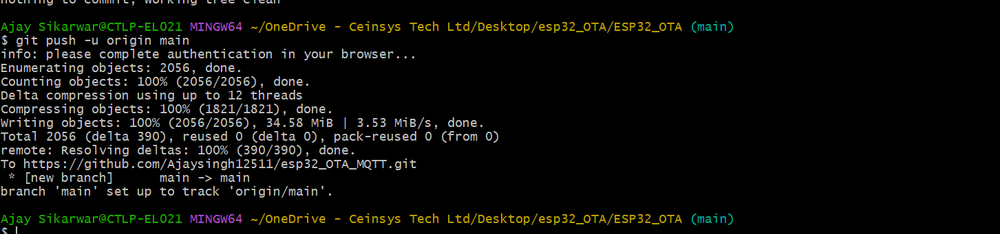 nothing to commit, working tree clean
Ajay Sikarwar@CTLP-EL021 MINGW64 ~/OneDrive - Ceinsys Tech Ltd/Desktop/esp32_OTA/ESP32_OTA (main)
$ git push -u origin main
info: please complete authentication in your browser...
Enumerating objects: 2056, done.
Counting objects: 100% (2056/2056), done.
Delta compression using up to 12 threads
Compressing objects: 100% (1821/1821), done.
Writing objects: 100% (2056/2056), 34.58 MiB | 3.53 MiB/s, done.
Total 2056 (delta 390), reused 0 (delta 0), pack-reused 0 (from 0)
remote: Resolving deltas: 100% (390/390), done.
To https://github.com/Ajaysingh12511/esp32_OTA_MQTT.git
 * [new branch]      main -> main
branch 'main' set up to track 'origin/main'.
Ajay Sikarwar@CTLP-EL021 MINGW64 ~/OneDrive - Ceinsys Tech Ltd/Desktop/esp32_OTA/ESP32_OTA (main)
$